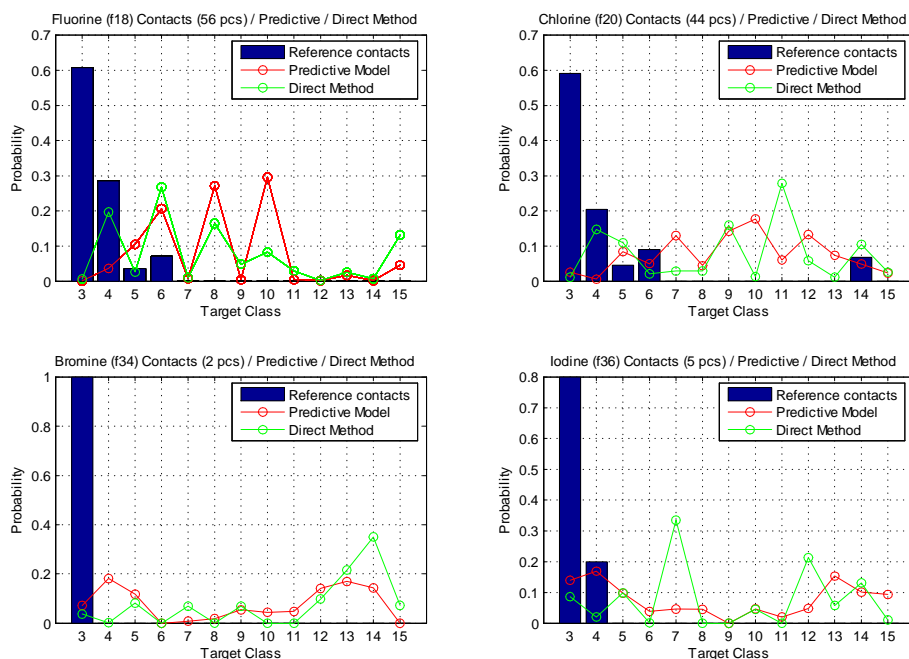 Fluorine (f18) Contacts (56 pcs) / Predictive / Direct Method
0.7
0.6
0.5
0.4
0.3
0.2
0.1
0
Probability
Reference contacts
Predictive Model
Direct Method
3 4 5 6 7 8 9 10 11 12 13 14 15
Target Class
Chlorine (f20) Contacts (44 pcs) / Predictive / Direct Method
0.7
0.6
0.5
0.4
0.3
0.2
0.1
0
Probability
Reference contacts
Predictive Model
Direct Method
3 4 5 6 7 8 9 10 11 12 13 14 15
Target Class
Bromine (f34) Contacts (2 pcs) / Predictive / Direct Method
1
0.8
0.6
0.4
0.2
0
Probability
Reference contacts
Predictive Model
Direct Method
3 4 5 6 7 8 9 10 11 12 13 14 15
Target Class
Iodine (f36) Contacts (5 pcs) / Predictive / Direct Method
0.8
0.7
0.6
0.5
0.4
0.3
0.2
0.1
0
Probability
Reference contacts
Predictive Model
Direct Method
3 4 5 6 7 8 9 10 11 12 13 14 15
Target Class